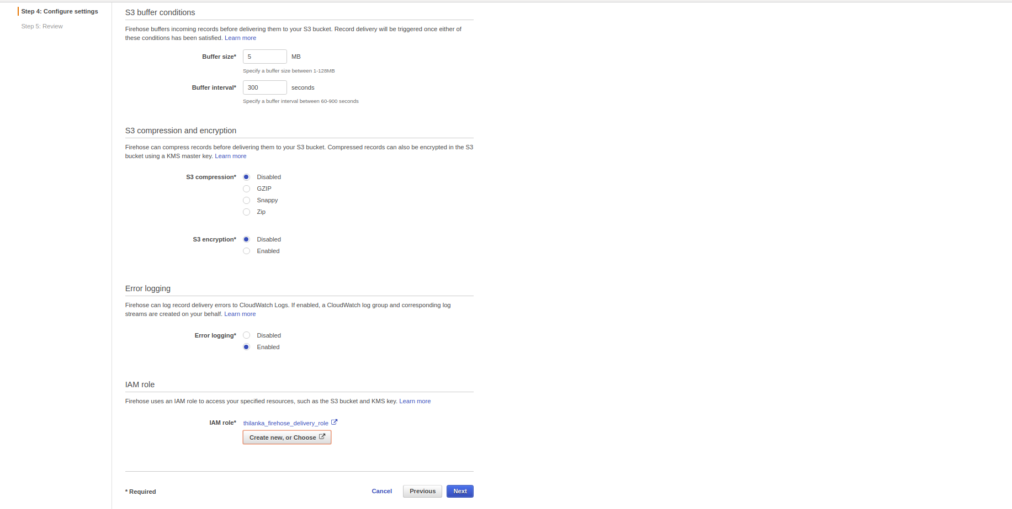 Step 4: Configure settings
Step 5: Review
S3 buffer conditions
Firehose buffers incoming records before delivering them to your S3 bucket. Record delivery will be triggered once either of
these conditions has been satisfied. Learn more
Buffer size* 5 MB
Specify a buffer size between 1-128MB
Buffer interval* 300 seconds
Specify a buffer interval between 60-900 seconds
S3 compression and encryption
Firehose can compress records before delivering them to your S3 bucket. Compressed records can also be encrypted in the S3
bucket using a KMS master key. Learn more
S3 compression* Disabled
GZIP
Snappy
Zip
S3 encryption* Disabled
Enabled
Error logging
Firehose can log record delivery errors to CloudWatch Logs. If enabled, a CloudWatch log group and corresponding log
streams are created on your behalf. Learn more
Error logging* Disabled
Enabled
IAM role
Firehose uses an IAM role to access your specified resources, such as the S3 bucket and KMS key. Learn more
IAM role* thilanka_firehose_delivery_role
Create new, or Choose
* Required Cancel Previous Next